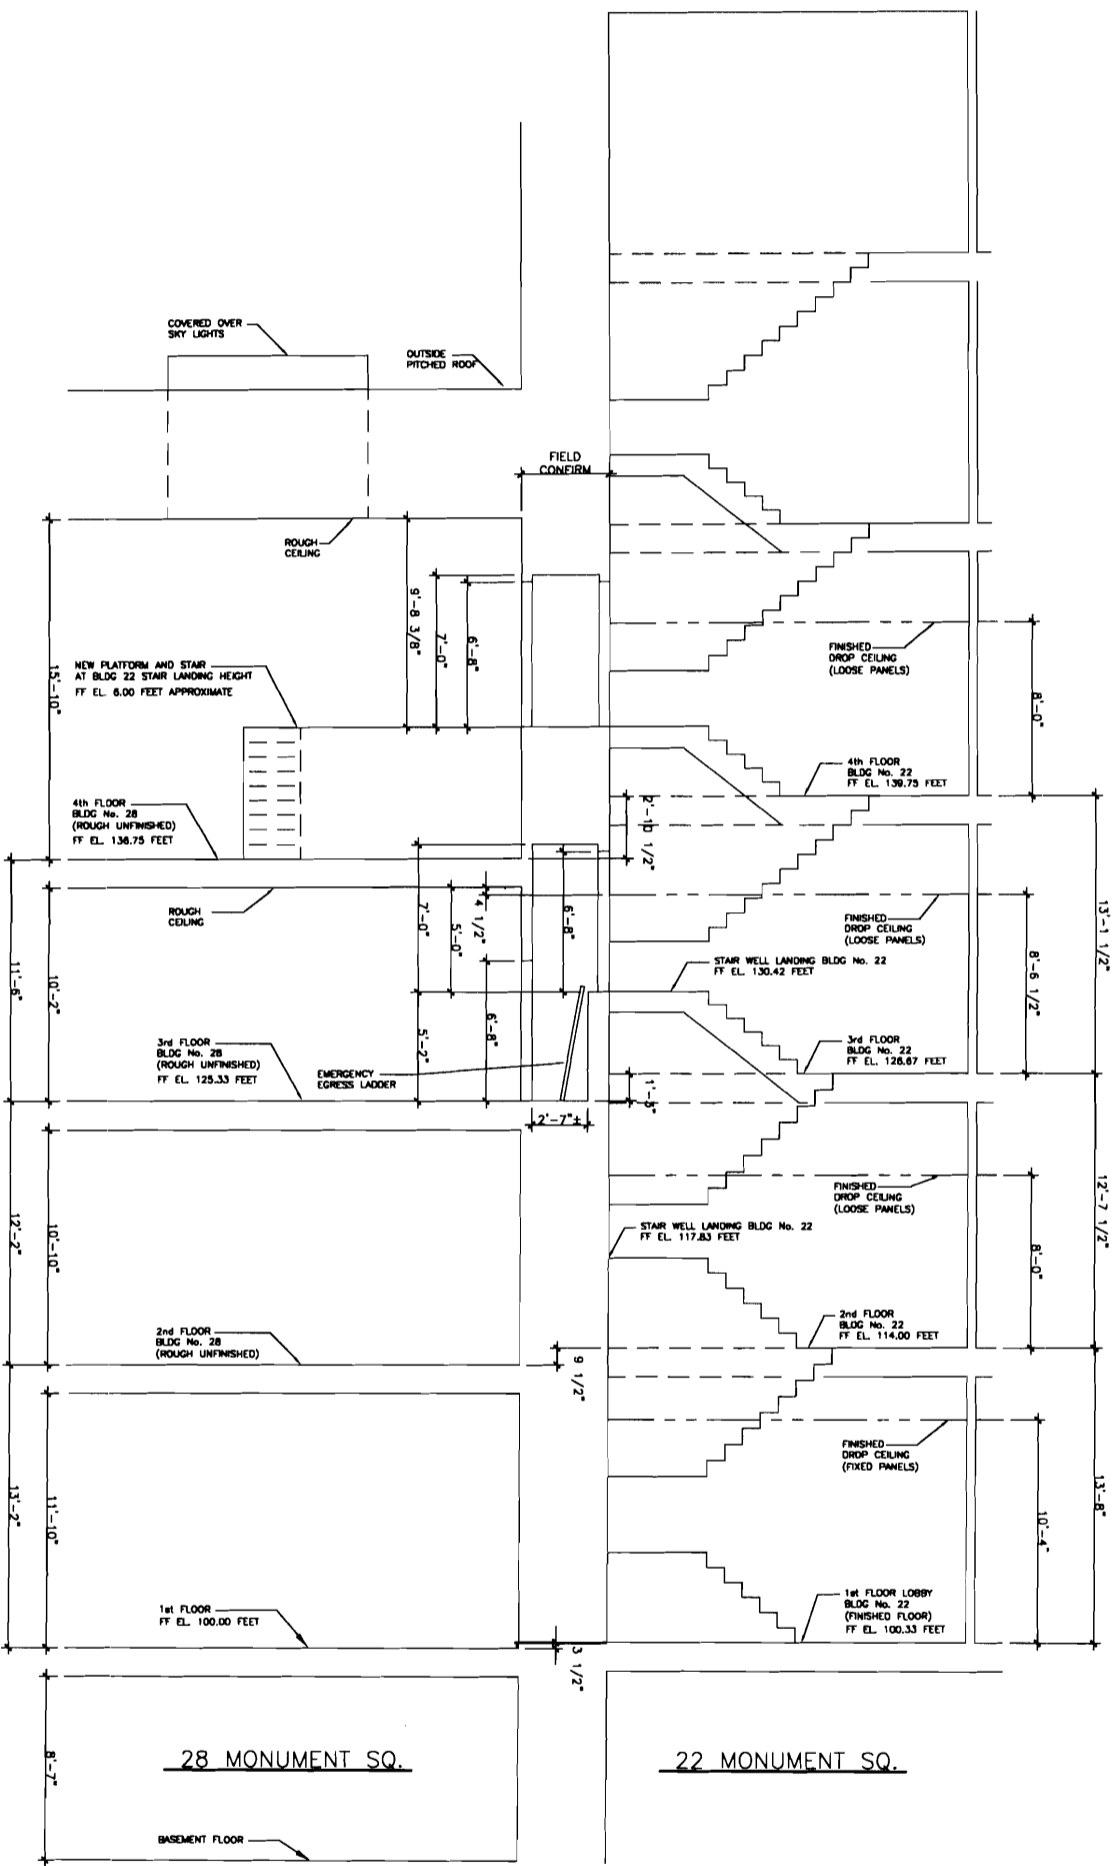 COVERED OVER
SKY LIGHTS
OUTSIDE
PITCHED ROOF
FIELD
CONFIRM
ROUGH
CEILING
9'-8 3/8"
7'-0"
6'-8"
15'-10"
NEW PLATFORM AND STAIR
AT BLDG 22 STAIR LANDING HEIGHT
FF EL. 6.00 FEET APPROXIMATE
FINISHED
DROP CEILING
(LOOSE PANELS)
8'-0"
4th FLOOR
BLDG No. 22
FF EL. 139.75 FEET
4th FLOOR
BLDG No. 28
(ROUGH UNFINISHED)
FF EL. 136.75 FEET
2'-10 1/2"
ROUGH
CEILING
7'-0"
5'-0"
4 1/2"
6'-8"
6'-8"
5'-2"
11'-6"
10'-2"
FINISHED
DROP CEILING
(LOOSE PANELS)
13'-1 1/2"
8'-6 1/2"
STAIR WELL LANDING BLDG No. 22
FF EL. 130.42 FEET
3rd FLOOR
BLDG No. 28
(ROUGH UNFINISHED)
FF EL. 125.33 FEET
EMERGENCY
EGRESS LADDER
3rd FLOOR
BLDG No. 22
FF EL. 126.67 FEET
1'-3"
2'-7"±
FINISHED
DROP CEILING
(LOOSE PANELS)
12'-7 1/2"
8'-0"
STAIR WELL LANDING BLDG No. 22
FF EL. 117.83 FEET
12'-2"
10'-10"
2nd FLOOR
BLDG No. 28
(ROUGH UNFINISHED)
2nd FLOOR
BLDG No. 22
FF EL. 114.00 FEET
9 1/2"
FINISHED
DROP CEILING
(FIXED PANELS)
13'-8"
10'-4"
13'-2"
11'-10"
1st FLOOR
FF EL. 100.00 FEET
1st FLOOR LOBBY
BLDG No. 22
(FINISHED FLOOR)
FF EL. 100.33 FEET
3 1/2"
8'-7"
28 MONUMENT SQ.
22 MONUMENT SQ.
BASEMENT FLOOR